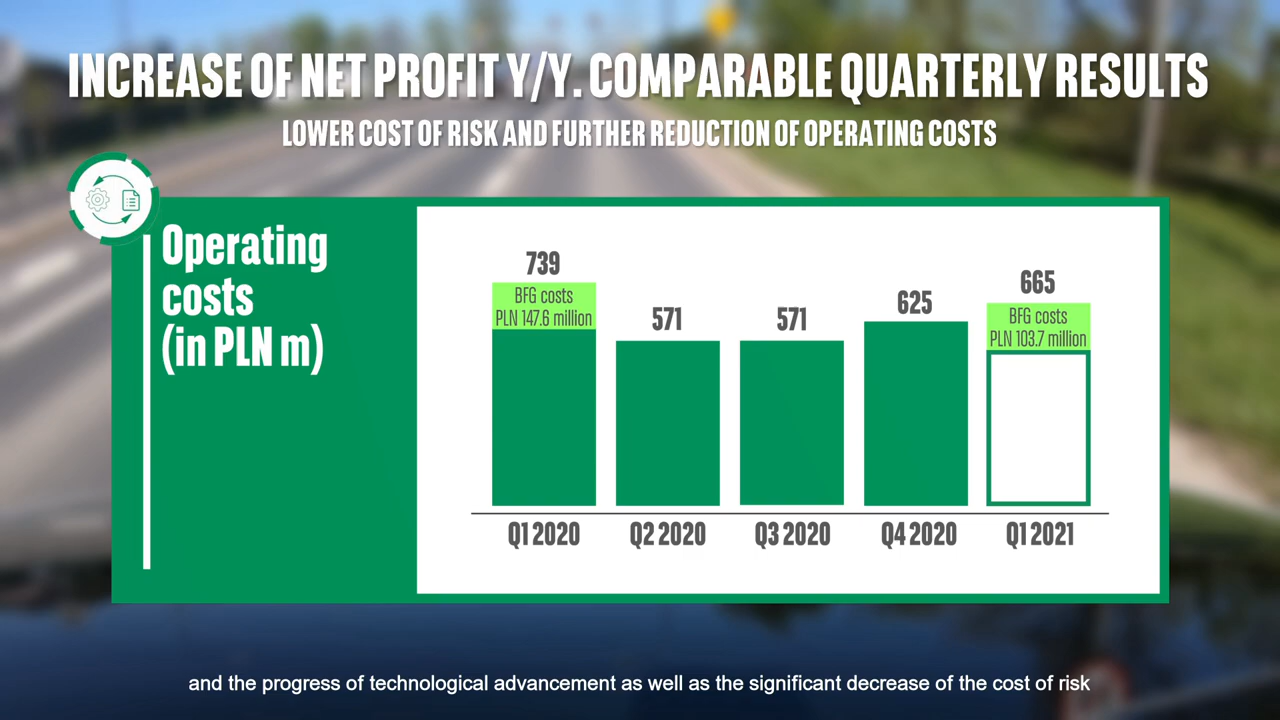 INCREASE OF NET PROFIT Y/Y. COMPARABLE QUARTERLY RESULTS
LOWER COST OF RISK AND FURTHER REDUCTION OF OPERATING COSTS
Operating
costs
(in PLN m)
739
BFG costs
PLN 147.6 million
571
571
625
665
BFG costs
PLN 103.7 million
Q1 2020
Q2 2020
Q3 2020
Q4 2020
Q1 2021
and the progress of technological advancement as well as the significant decrease of the cost of risk